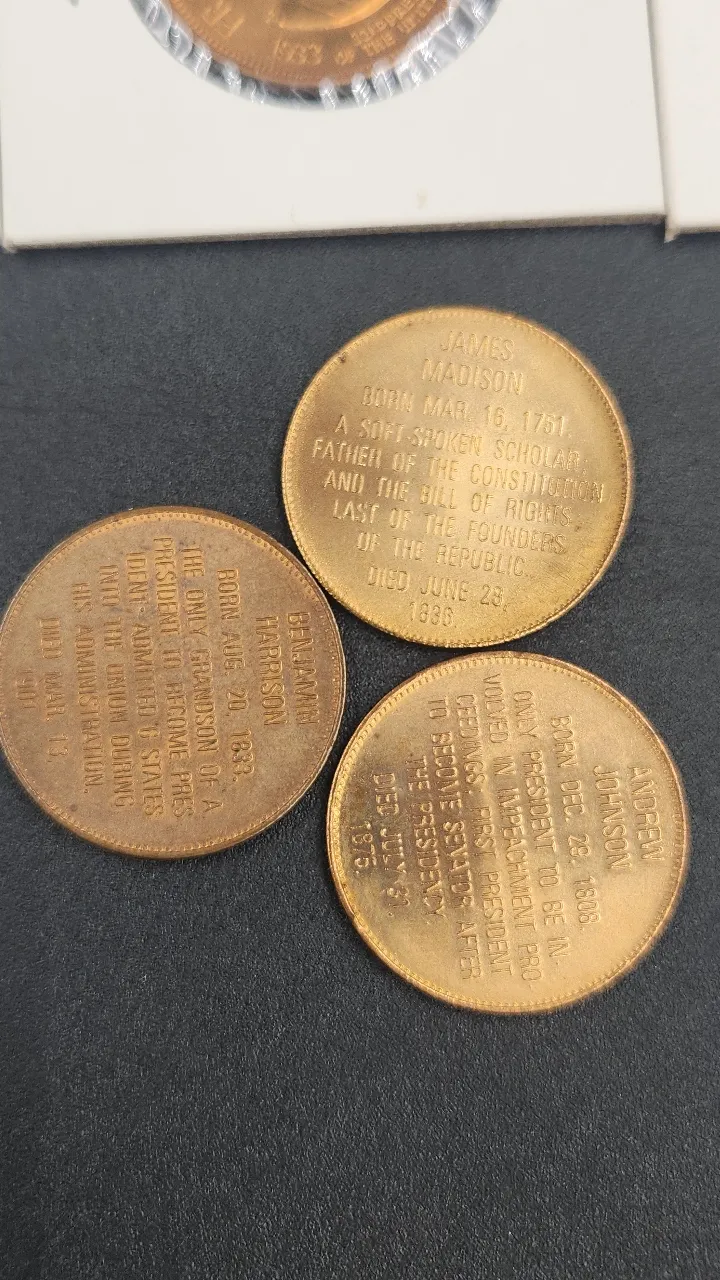 FR
1993
JAMES
MADISON
BORN MAR. 16, 1751.
A SOFT-SPOKEN SCHOLAR;
FATHER OF THE CONSTITUTION
AND THE BILL OF RIGHTS.
LAST OF THE FOUNDERS
OF THE REPUBLIC.
DIED JUNE 28,
1836.
BENJAMIN
HARRISON
BORN AUG. 20, 1833.
THE ONLY GRANDSON OF A
PRESIDENT TO BECOME PRES
IDENT- ADMITTED 6 STATES
INTO THE UNION DURING
HIS ADMINISTRATION.
DIED MAR. 13,
ANDREW
JOHNSON
BORN DEC. 29, 1808.
ONLY PRESIDENT TO BE IN-
VOLVED IN IMPEACHMENT PRO-
CEEDINGS. FIRST PRESIDENT
TO BECOME SENATOR AFTER
THE PRESIDENCY.
DIED JULY 31,
1875.